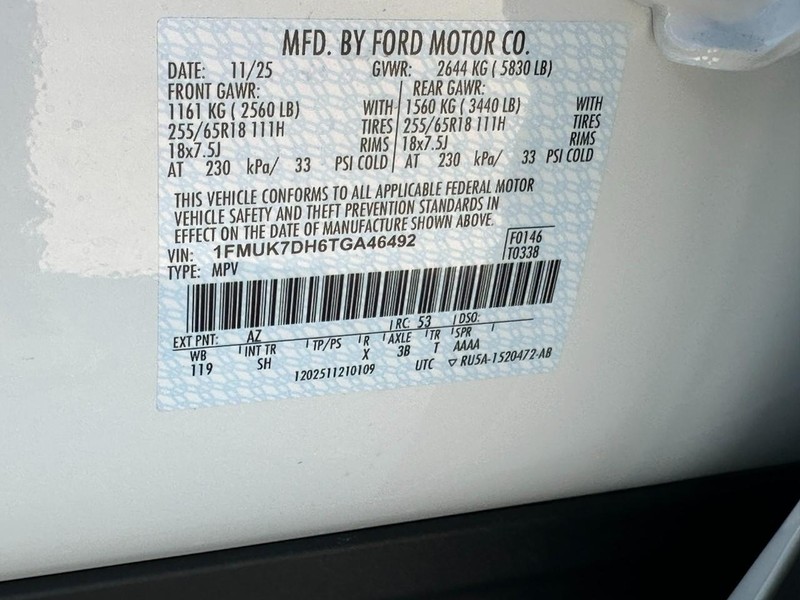 MFD. BY FORD MOTOR CO.
DATE: 11/25 GVWR: 2644 KG ( 5830 LB)
FRONT GAWR: REAR GAWR:
1161 KG ( 2560 LB) WITH 1560 KG ( 3440 LB) WITH
255/65R18 111H TIRES 255/65R18 111H TIRES
18x7.5J RIMS 18x7.5J RIMS
AT 230 kPa/ 33 PSI COLD AT 230 kPa/ 33 PSI COLD
THIS VEHICLE CONFORMS TO ALL APPLICABLE FEDERAL MOTOR
VEHICLE SAFETY AND THEFT PREVENTION STANDARDS IN
EFFECT ON THE DATE OF MANUFACTURE SHOWN ABOVE.
VIN: 1FMUK7DH6TGA46492 F0146
TYPE: MPV T0338
EXT PNT: AZ RC: 53 DSO:
WB INT TR TP/PS R AXLE TR SPR
119 SH X 3B T AAAA
1202511210109 UTC ▽ RU5A-1520472-AB